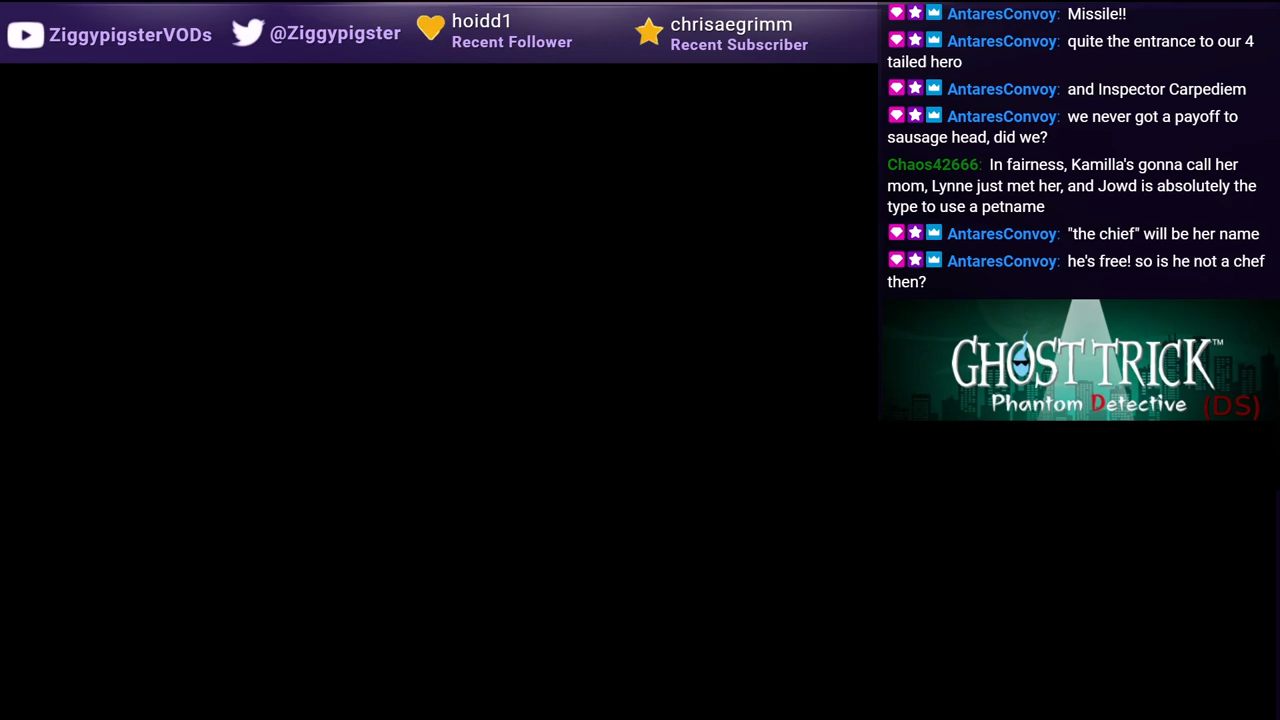 ZiggypigsterVODs
@Ziggypigster
hoidd1
Recent Follower
chrisaegrimm
Recent Subscriber
AntaresConvoy: Missile!!
AntaresConvoy: quite the entrance to our 4
tailed hero
AntaresConvoy: and Inspector Carpediem
AntaresConvoy: we never got a payoff to
sausage head, did we?
Chaos42666: In fairness, Kamilla's gonna call her
mom, Lynne just met her, and Jowd is absolutely the
type to use a petname
AntaresConvoy: "the chief" will be her name
AntaresConvoy: he's free! so is he not a chef
then?
GHOST TRICK™
Phantom Detective (DS)